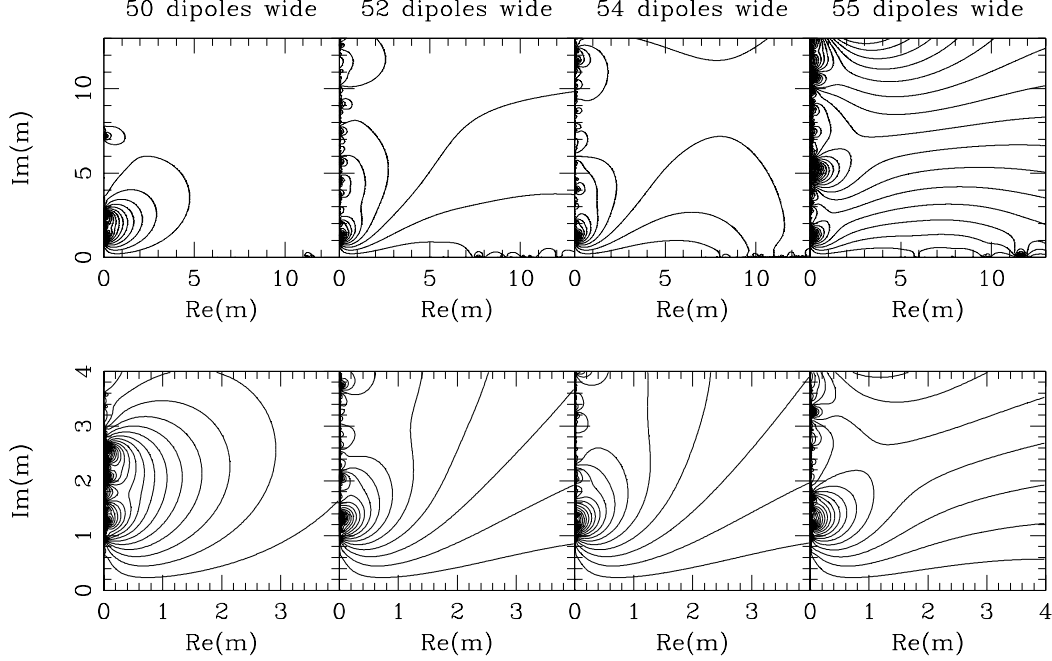 50 dipoles wide 52 dipoles wide 54 dipoles wide 55 dipoles wide
10
5
0
Im(m)
0 5 10 0 5 10 0 5 10 0 5 10
Re(m) Re(m) Re(m) Re(m)
4
3
2
1
0
Im(m)
0 1 2 3 0 1 2 3 0 1 2 3 0 1 2 3 4
Re(m) Re(m) Re(m) Re(m)